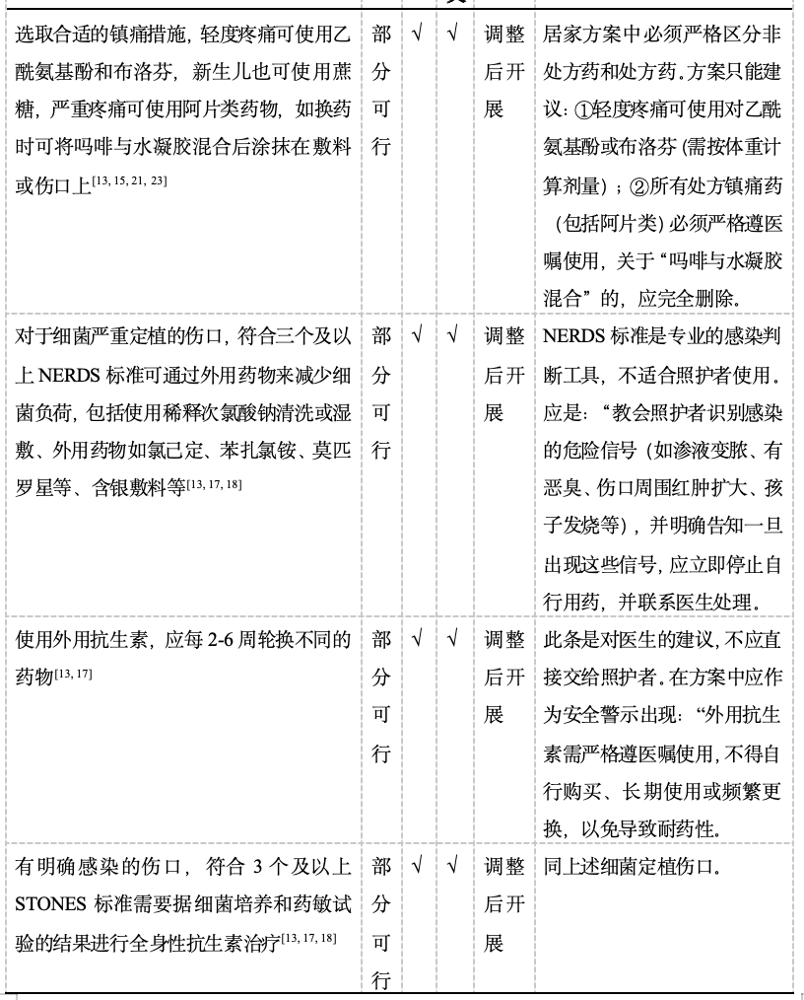 选取合适的镇痛措施，轻度疼痛可使用乙 部 √ √ 调整 居家方案中必须严格区分非
酰氨基酚和布洛芬，新生儿也可使用蔗 分 后开 处方药和处方药。方案只能建
糖，严重疼痛可使用阿片类药物，如换药 可 展 议：①轻度疼痛可使用对乙酰
时可将吗啡与水凝胶混合后涂抹在敷料 行 氨基酚或布洛芬（需按体重计
或伤口上[13, 15, 21, 23] 算剂量）；②所有处方镇痛药
（包括阿片类）必须严格遵医
嘱使用，关于“吗啡与水凝胶
混合”的，应完全删除。
对于细菌严重定植的伤口，符合三个及以 部 √ √ 调整 NERDS 标准是专业的感染判
上 NERDS 标准可通过外用药物来减少细 分 后开 断工具，不适合照护者使用。
菌负荷，包括使用稀释次氯酸钠清洗或湿 可 展 应是：“教会照护者识别感染
敷、外用药物如氯己定、苯扎氯铵、莫匹 行 的危险信号（如渗液变脓、有
罗星等、含银敷料等[13, 17, 18] 恶臭、伤口周围红肿扩大、孩
子发烧等），并明确告知一旦
出现这些信号，应立即停止自
行用药，并联系医生处理。
使用外用抗生素，应每 2-6 周轮换不同的 部 √ √ 调整 此条是对医生的建议，不应直
药物[13, 17] 分 后开 接交给照护者。在方案中应作
可 展 为安全警示出现：“外用抗生
行 素需严格遵医嘱使用，不得自
行购买、长期使用或频繁更
换，以免导致耐药性。
有明确感染的伤口，符合 3 个及以上 部 √ √ 调整 同上述细菌定植伤口。
STONES 标准需要据细菌培养和药敏试 分 后开
验的结果进行全身性抗生素治疗[13, 17, 18] 可 展
行